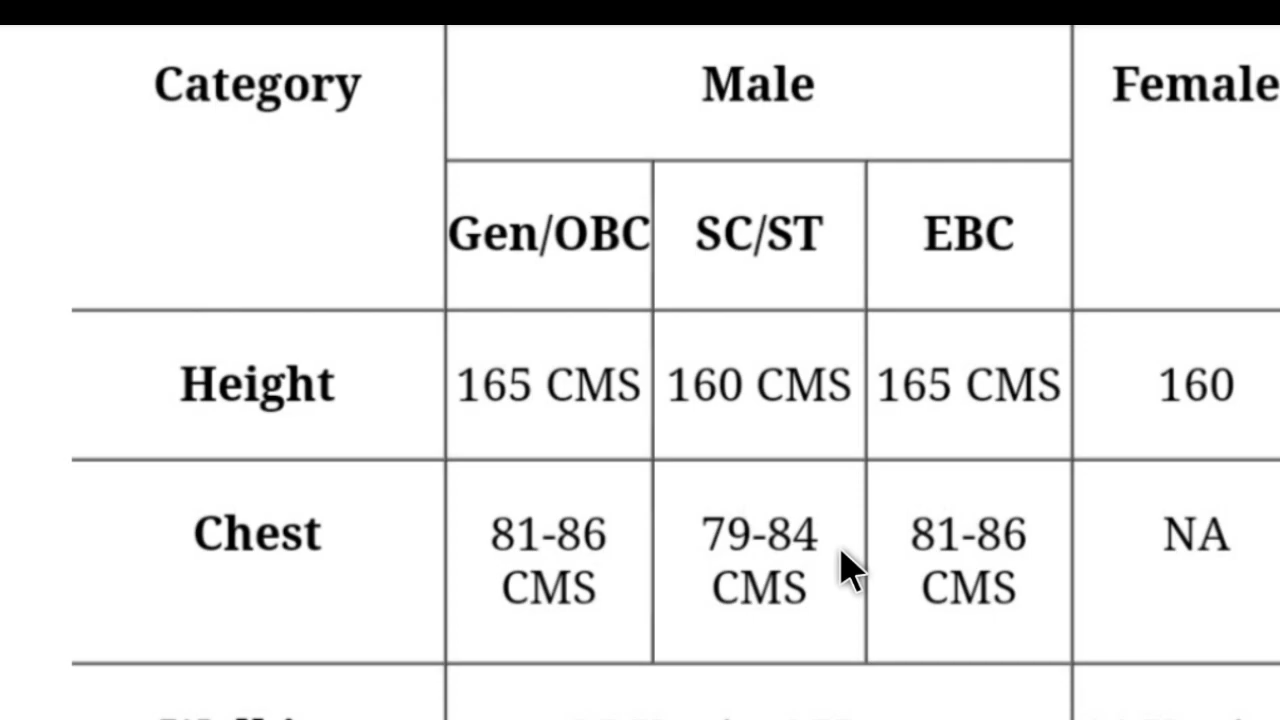 Category Male Female
Gen/OBC SC/ST EBC
Height 165 CMS 160 CMS 165 CMS 160
Chest 81-86 79-84 81-86 NA
CMS CMS CMS